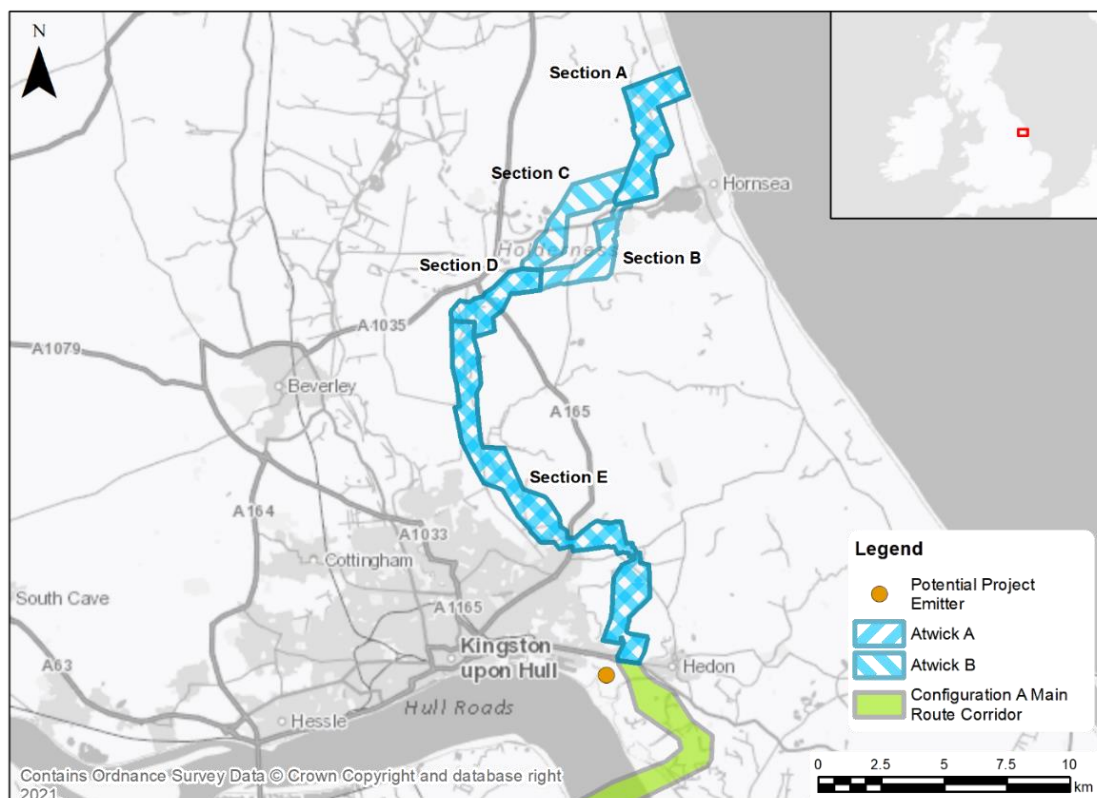 N
Section A
Section C
Hornsea
Holderness
Section B
Section D
A1035
A1079
Beverley
A165
Section E
A164
A1033
Cottingham
South Cave
A1165
A63
Kingston
upon Hull
Hedon
Hessle
Hull Roads
Legend
Potential Project
Emitter
Atwick A
Atwick B
Configuration A Main
Route Corridor
Contains Ordnance Survey Data © Crown Copyright and database right
2021
0 2.5 5 7.5 10
km